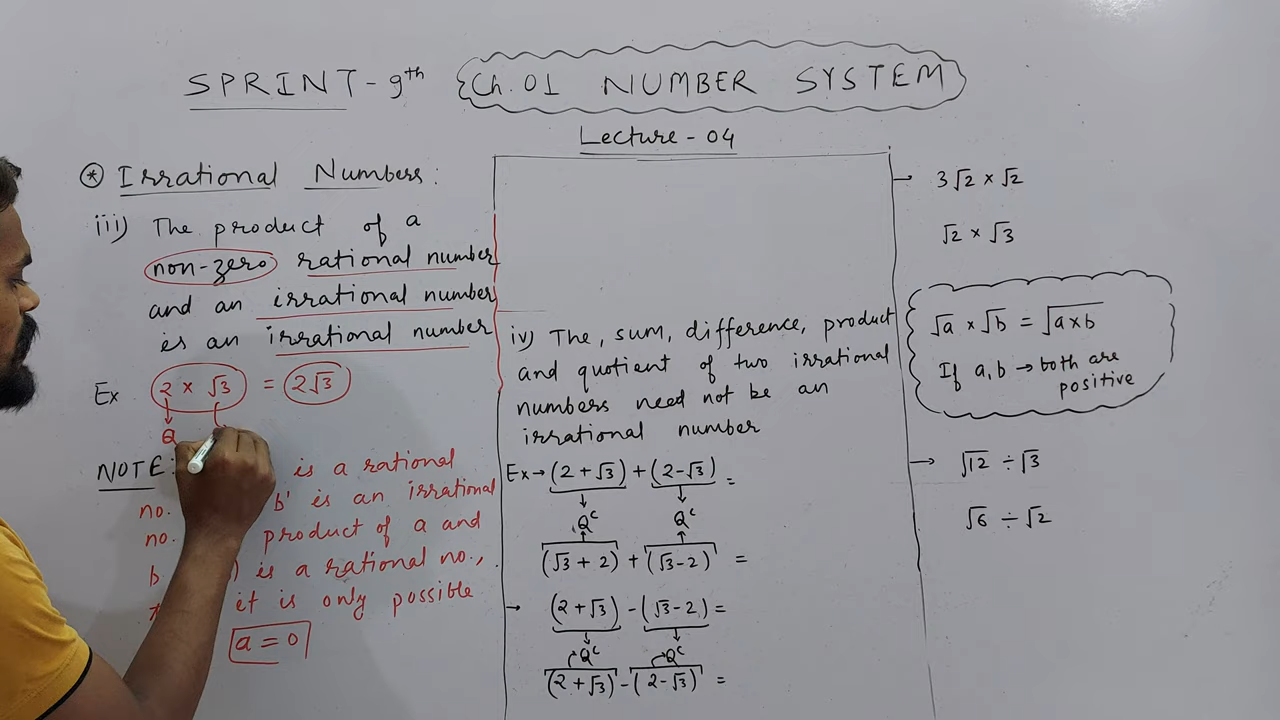 SPRINT-9th Ch.01 NUMBER SYSTEM
Lecture - 04
* Irrational Numbers:
iii) The product of a
non-zero rational number
and an irrational number
is an irrational number
Ex 2 × √3 = 2√3
Q
NOTE: is a rational
no. b' is an irrational
no. product of a and
b is a rational no.,
it is only possible
a = 0
iv) The, sum, difference, product
and quotient of two irrational
numbers need not be an
irrational number
Ex→ (2 + √3) + (2-√3) =
Qᶜ Qᶜ
(√3 + 2) + (√3-2) =
→ (2+√3) - (√3-2) =
Qᶜ Qᶜ
(2+√3) - (2-√3) =
→ 3√2 × √2
√2 × √3
√a × √b = √a×b
If a, b → both are
positive
→ √12 ÷ √3
√6 ÷ √2